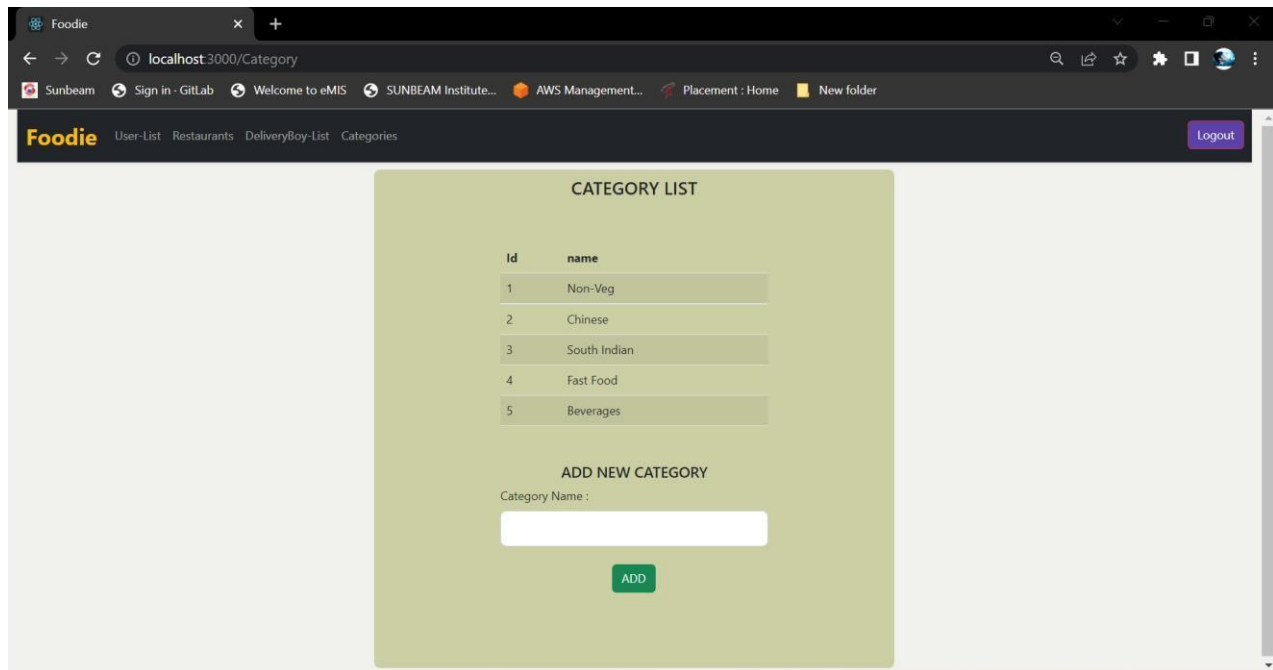 Foodie
localhost:3000/Category
Sunbeam Sign in · GitLab Welcome to eMIS SUNBEAM Institute... AWS Management... Placement : Home New folder
Foodie User-List Restaurants DeliveryBoy-List Categories Logout
CATEGORY LIST
Id name
1 Non-Veg
2 Chinese
3 South Indian
4 Fast Food
5 Beverages
ADD NEW CATEGORY
Category Name :
ADD